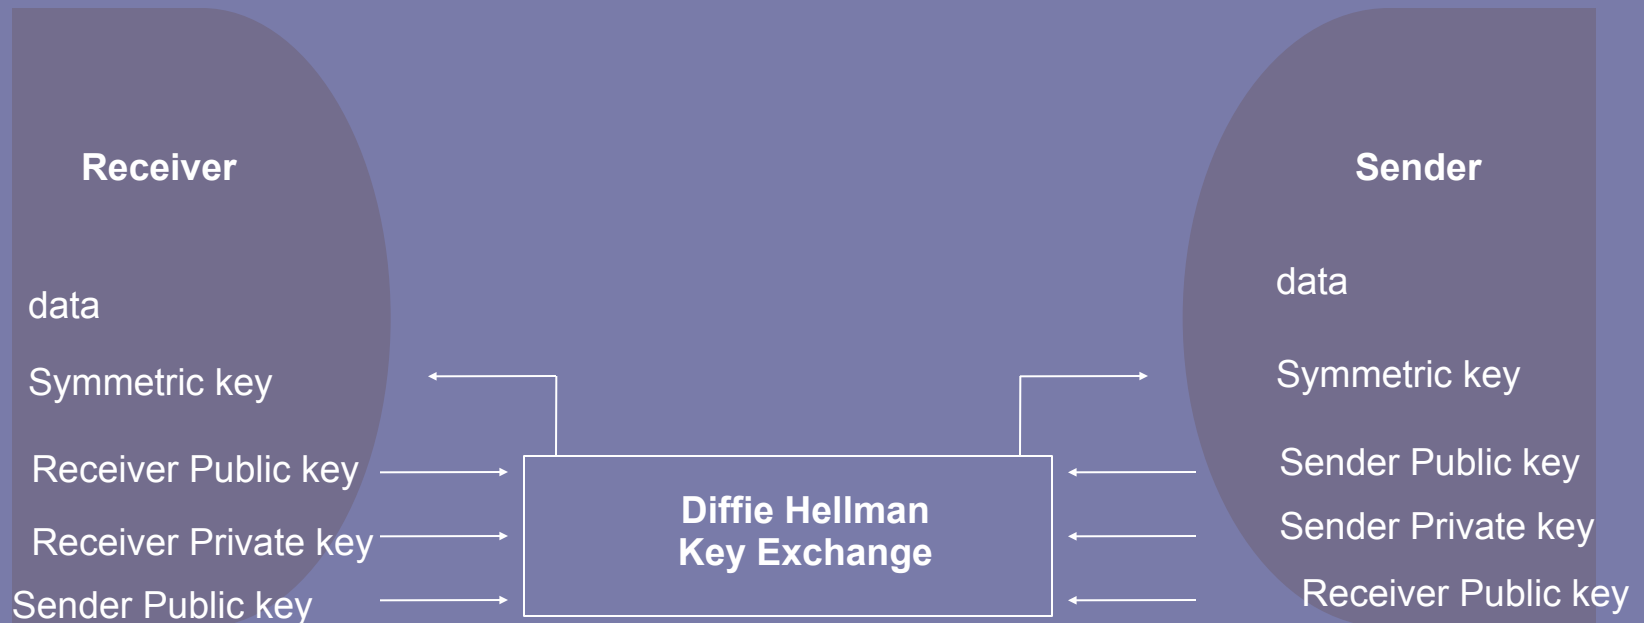 Receiver
data
Symmetric key
Receiver Public key
Receiver Private key
Sender Public key
Diffie Hellman
Key Exchange
Sender
data
Symmetric key
Sender Public key
Sender Private key
Receiver Public key